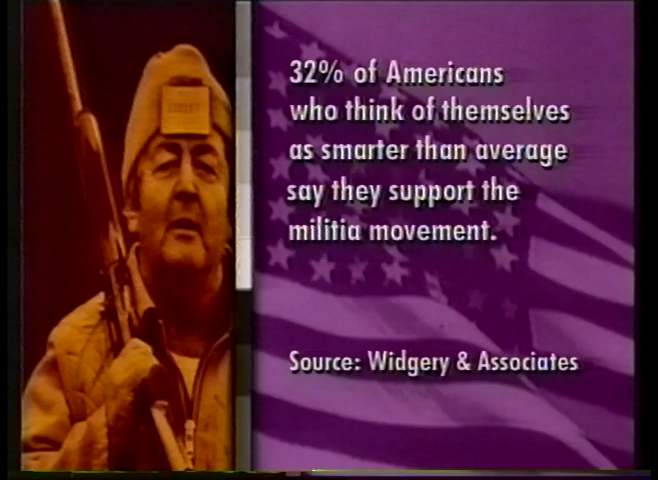 32% of Americans
who think of themselves
as smarter than average
say they support the
militia movement.
Source: Widgery & Associates